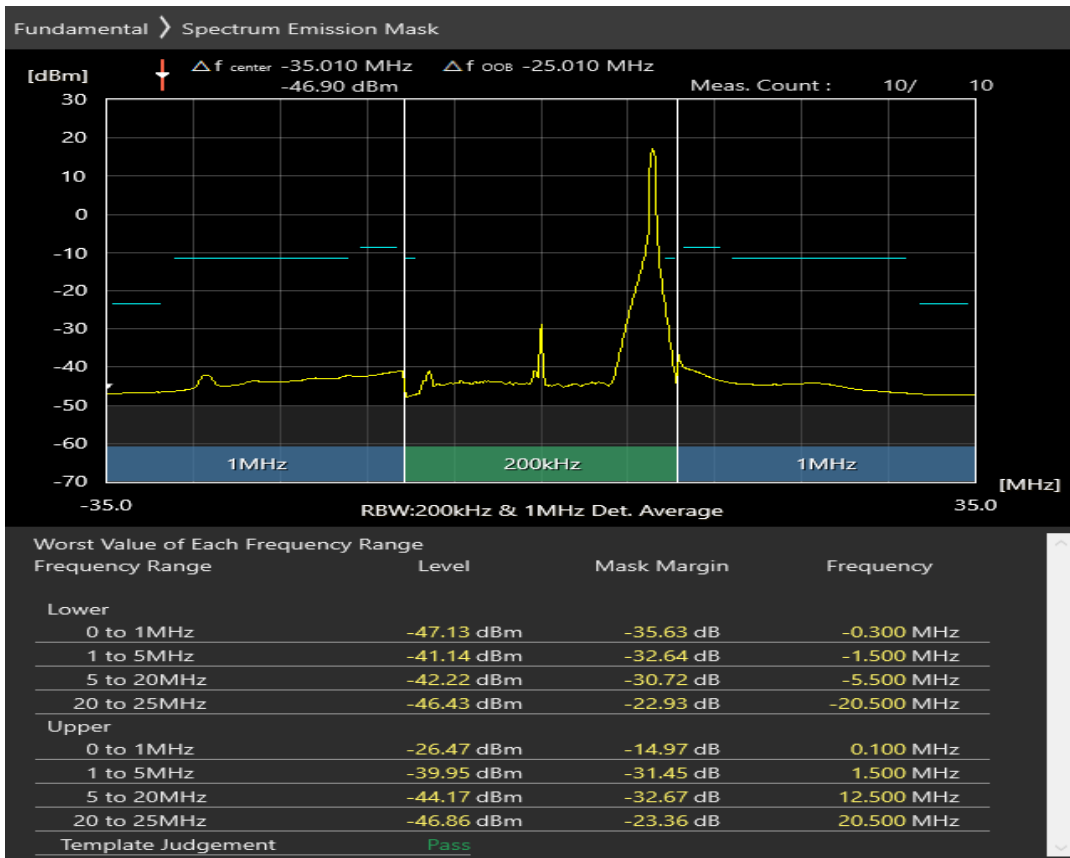 Fundamental ❯ Spectrum Emission Mask
[dBm] △f center -35.010 MHz △f OOB -25.010 MHz
-46.90 dBm Meas. Count : 10/ 10
30
20
10
0
-10
-20
-30
-40
-50
-60
1MHz 200kHz 1MHz
-70 [MHz]
-35.0 RBW:200kHz & 1MHz Det. Average 35.0
Worst Value of Each Frequency Range
Frequency Range Level Mask Margin Frequency
Lower
0 to 1MHz -47.13 dBm -35.63 dB -0.300 MHz
1 to 5MHz -41.14 dBm -32.64 dB -1.500 MHz
5 to 20MHz -42.22 dBm -30.72 dB -5.500 MHz
20 to 25MHz -46.43 dBm -22.93 dB -20.500 MHz
Upper
0 to 1MHz -26.47 dBm -14.97 dB 0.100 MHz
1 to 5MHz -39.95 dBm -31.45 dB 1.500 MHz
5 to 20MHz -44.17 dBm -32.67 dB 12.500 MHz
20 to 25MHz -46.86 dBm -23.36 dB 20.500 MHz
Template Judgement Pass